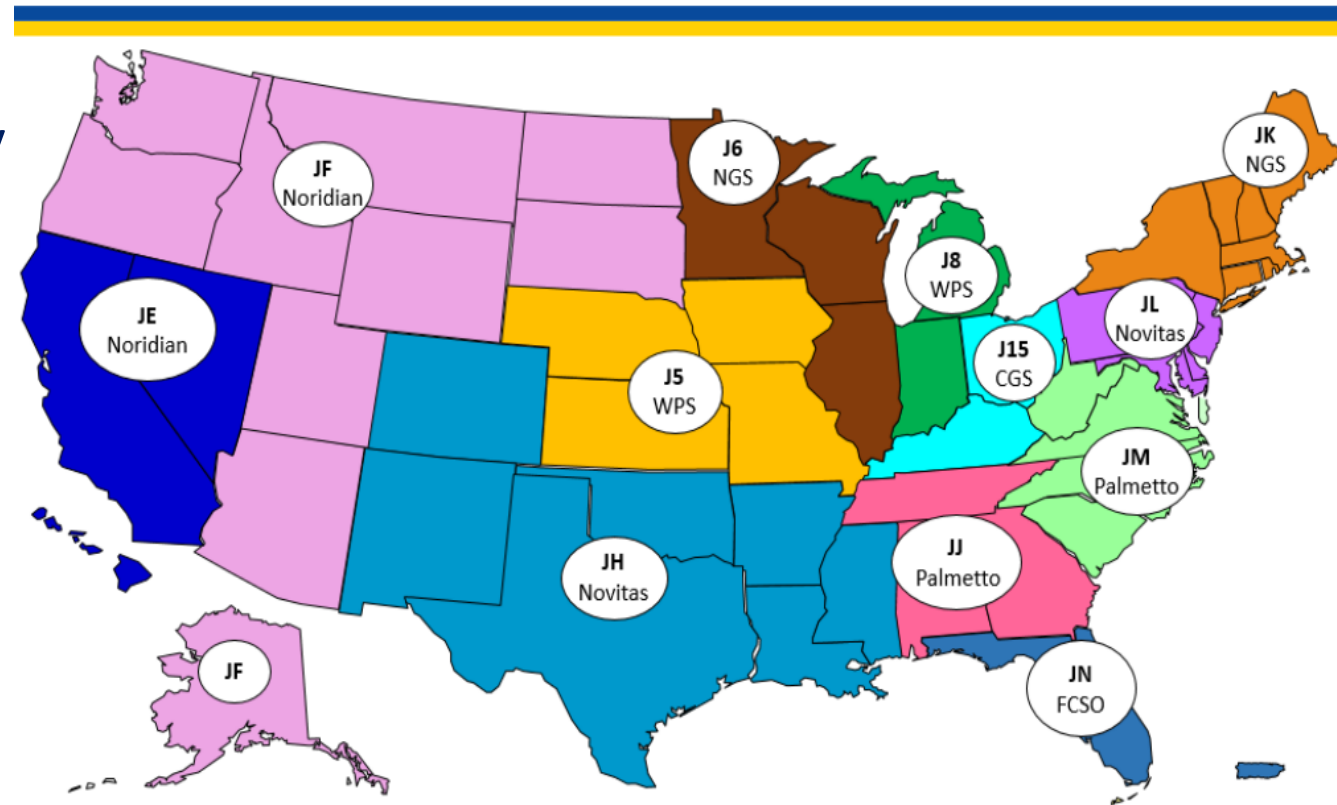 JF
Noridian
J6
NGS
JK
NGS
JE
Noridian
J8
WPS
JL
Novitas
J5
WPS
J15
CGS
JM
Palmetto
JH
Novitas
JJ
Palmetto
JF
JN
FCSO